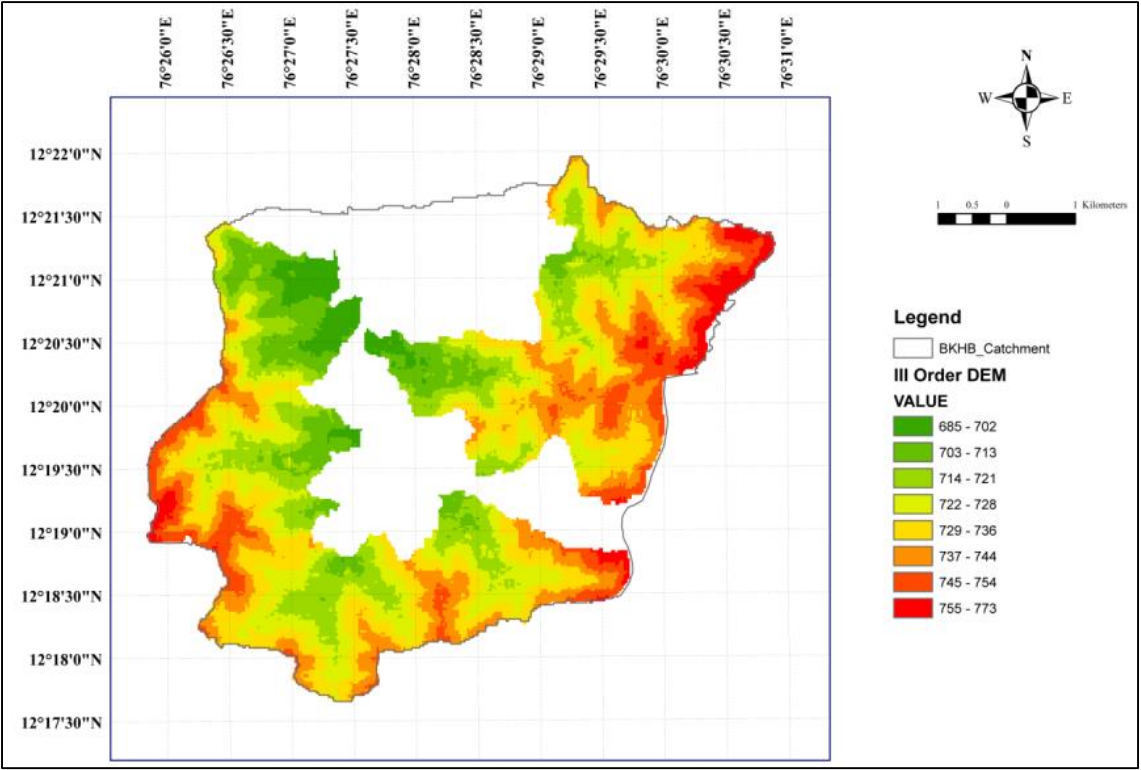 76°26'0"E
76°26'30"E
76°27'0"E
76°27'30"E
76°28'0"E
76°28'30"E
76°29'0"E
76°29'30"E
76°30'0"E
76°30'30"E
76°31'0"E
N
W E
S
12°22'0"N
12°21'30"N
12°21'0"N
12°20'30"N
12°20'0"N
12°19'30"N
12°19'0"N
12°18'30"N
12°18'0"N
12°17'30"N
1 0.5 0 1 Kilometers
Legend
BKHB_Catchment
III Order DEM
VALUE
685 - 702
703 - 713
714 - 721
722 - 728
729 - 736
737 - 744
745 - 754
755 - 773